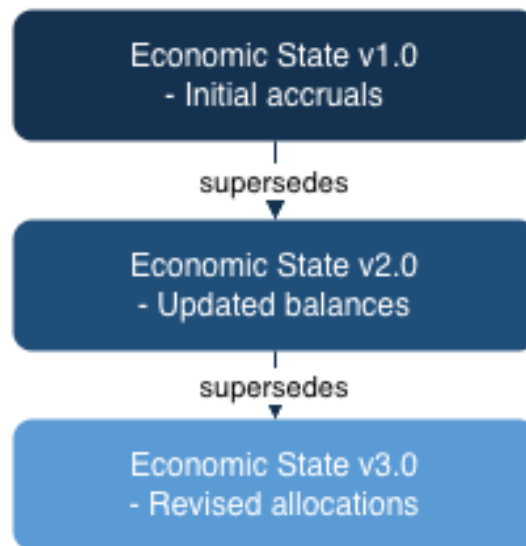 Economic State v1.0
- Initial accruals
supersedes
Economic State v2.0
- Updated balances
supersedes
Economic State v3.0
- Revised allocations